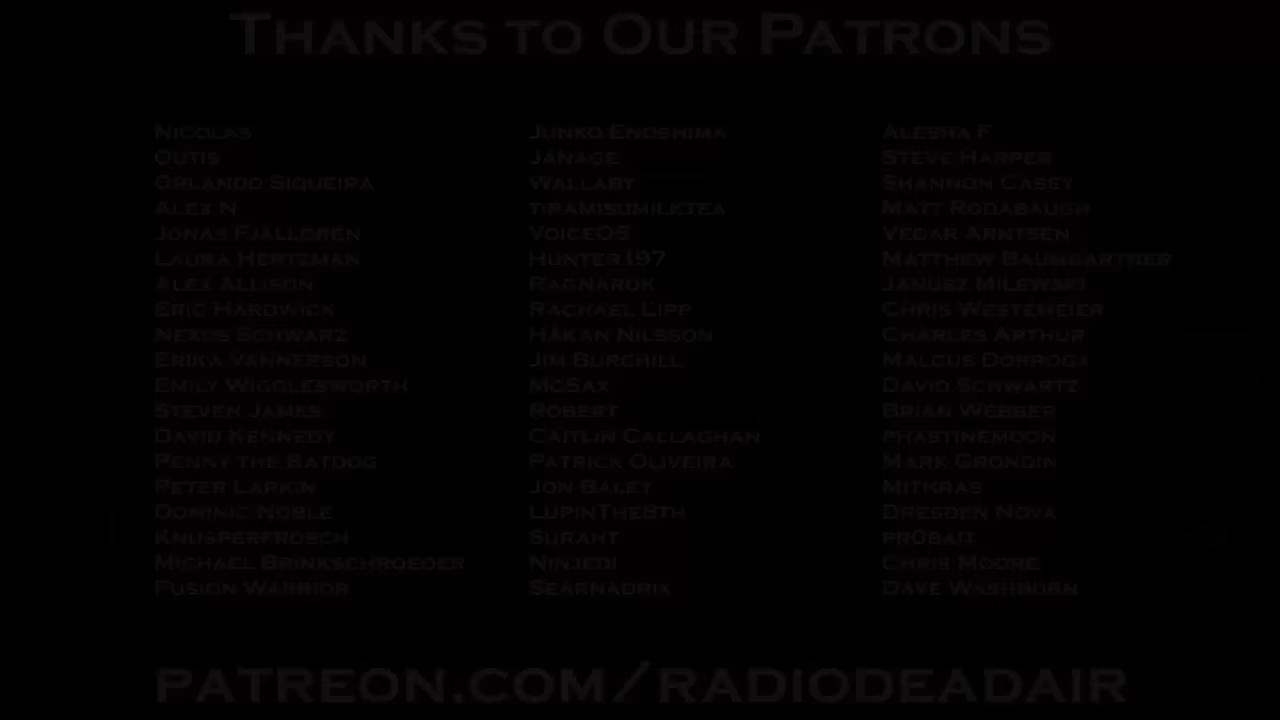 Thanks to Our Patrons
Nicolas
Outis
Orlando Siqueira
Alex N
Jonas Fjällgren
Laura Hertzman
Alex Allison
Eric Hardwick
Nexus Schwarz
Erika Vannerson
Emily Wigglesworth
Steven James
David Kennedy
Penny the Batdog
Peter Larkin
Dominic Noble
Knusperfrosch
Michael Brinkschroeder
Fusion Warrior
Junko Enoshima
Janage
Wallaby
tiramisumilktea
VoiceOS
Hunter197
Ragnarok
Rachael Lipp
Håkan Nilsson
Jim Burchill
McSax
Robert
Caitlin Callaghan
Patrick Oliveira
Jon Baley
LupinThe8th
Suraht
Ninjedi
Searnadrix
Alesha F
Steve Harper
Shannon Casey
Matt Rodabaugh
Vegar Arntsen
Matthew Baumgartner
Janusz Milewski
Chris Westemeier
Charles Arthur
Malcus Dorroga
David Schwartz
Brian Webber
phastinemoon
Mark Grondin
Mitkras
Dresden Nova
pr0bait
Chris Moore
Dave Washburn
patreon.com/radiodeadair